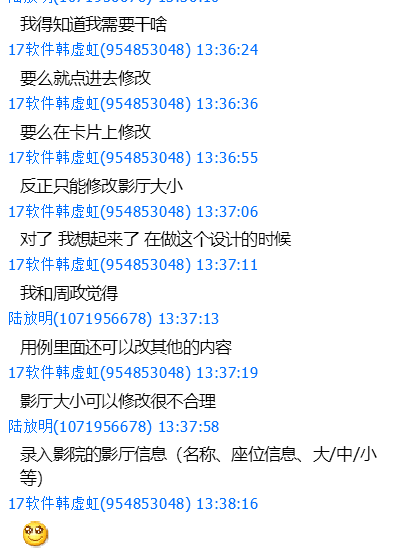 我得知道我需要干啥
17软件韩虚虹(954853048) 13:36:24
要么就点进去修改
17软件韩虚虹(954853048) 13:36:36
要么在卡片上修改
17软件韩虚虹(954853048) 13:36:55
反正只能修改影厅大小
17软件韩虚虹(954853048) 13:37:06
对了 我想起来了 在做这个设计的时候
17软件韩虚虹(954853048) 13:37:11
我和周政觉得
陆放明(1071956678) 13:37:13
用例里面还可以改其他的内容
17软件韩虚虹(954853048) 13:37:19
影厅大小可以修改很不合理
陆放明(1071956678) 13:37:58
录入影院的影厅信息（名称、座位信息、大/中/小
等）
17软件韩虚虹(954853048) 13:38:16